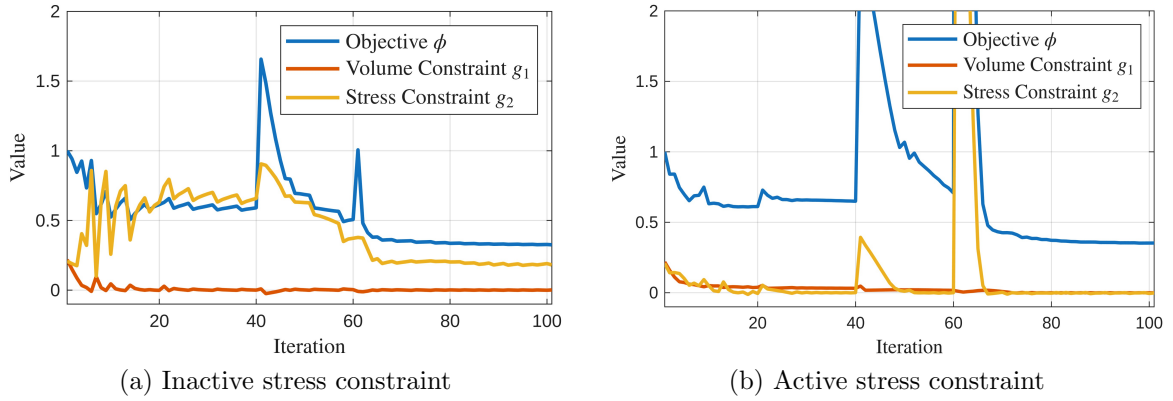 2
1.5
1
0.5
0
Value
20
40
60
80
100
Iteration
Objective ϕ
Volume Constraint g₁
Stress Constraint g₂
(a) Inactive stress constraint
2
1.5
1
0.5
0
Value
20
40
60
80
100
Iteration
Objective ϕ
Volume Constraint g₁
Stress Constraint g₂
(b) Active stress constraint